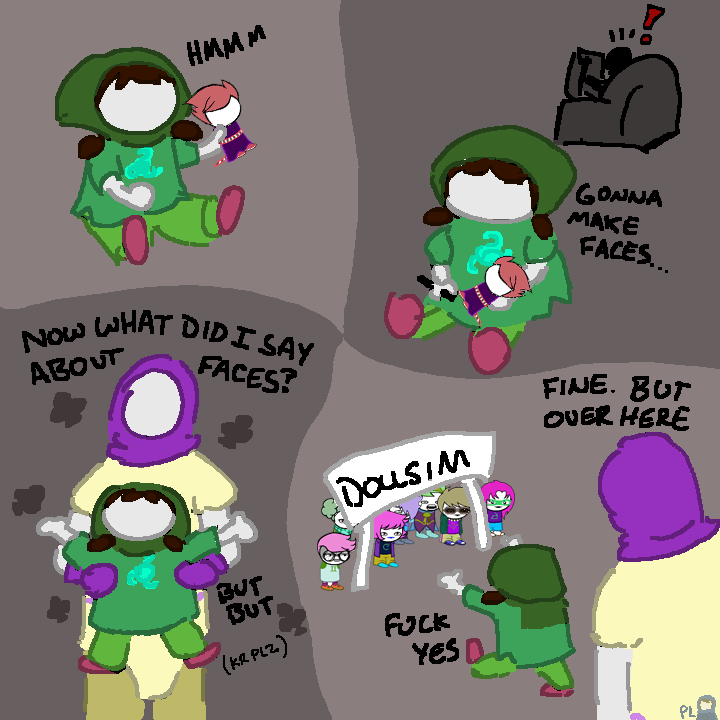 HMMM
!
GONNA
MAKE
FACES...
NOW WHAT DID I SAY
ABOUT FACES?
BUT
BUT
(KR PLZ)
FINE. BUT
OVER HERE
DOLLSIM
FUCK
YES
PL